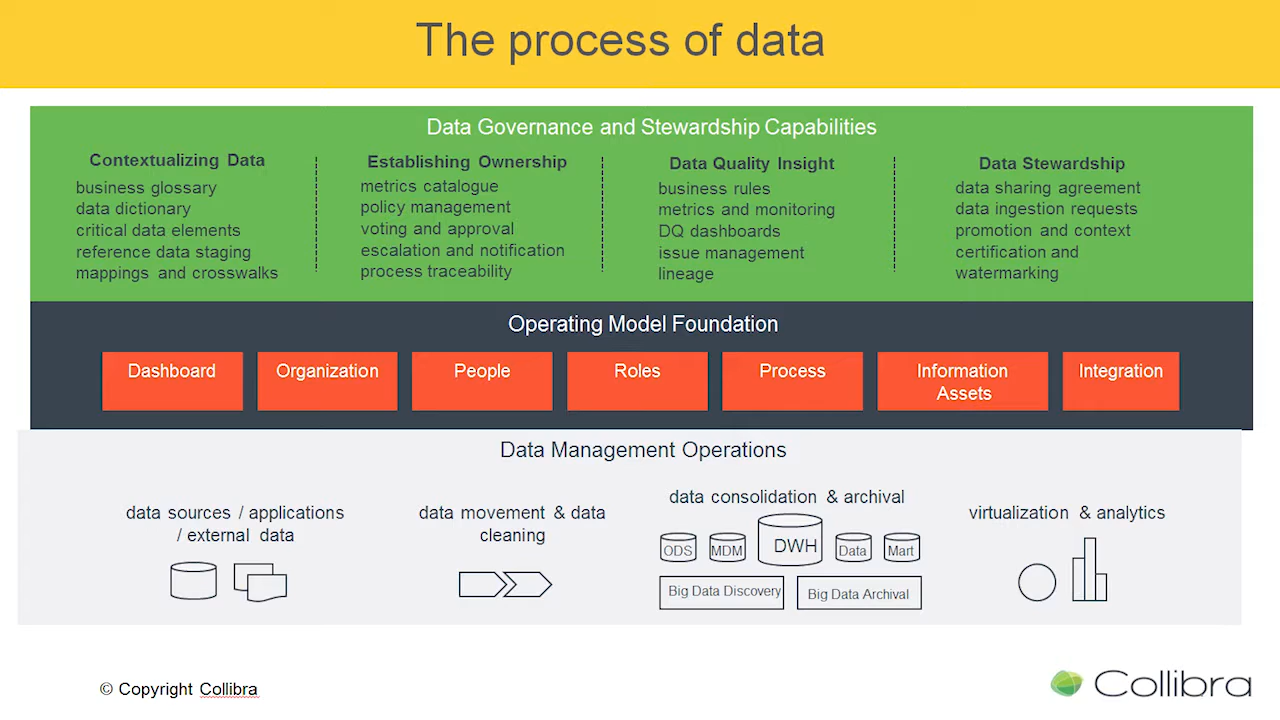 The process of data
Data Governance and Stewardship Capabilities
Contextualizing Data
business glossary
data dictionary
critical data elements
reference data staging
mappings and crosswalks
Establishing Ownership
metrics catalogue
policy management
voting and approval
escalation and notification
process traceability
Data Quality Insight
business rules
metrics and monitoring
DQ dashboards
issue management
lineage
Data Stewardship
data sharing agreement
data ingestion requests
promotion and context
certification and
watermarking
Operating Model Foundation
Dashboard
Organization
People
Roles
Process
Information
Assets
Integration
Data Management Operations
data sources / applications
/ external data
data movement & data
cleaning
data consolidation & archival
ODS
MDM
DWH
Data
Mart
Big Data Discovery
Big Data Archival
virtualization & analytics
© Copyright Collibra
Collibra